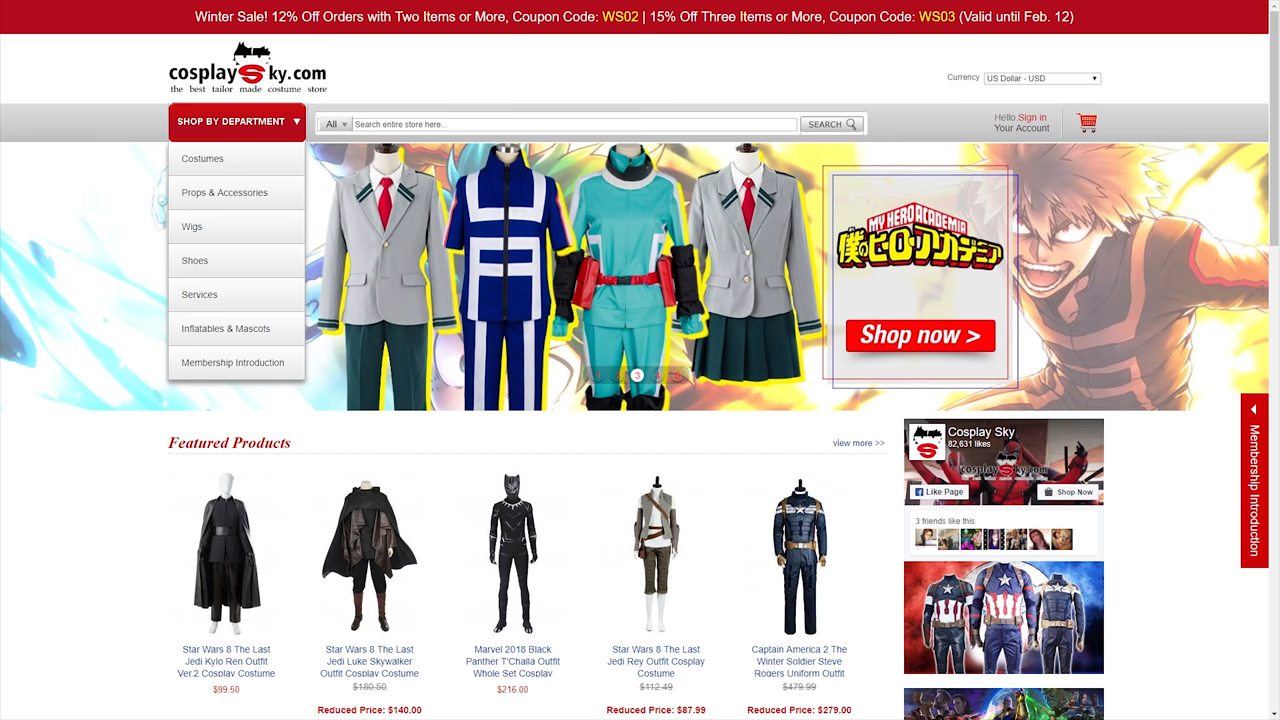 Winter Sale! 12% Off Orders with Two Items or More, Coupon Code: WS02 | 15% Off Three Items or More, Coupon Code: WS03 (Valid until Feb. 12)
cosplaySky.com
the best tailor made costume store
Currency US Dollar - USD
SHOP BY DEPARTMENT
All
Search entire store here...
SEARCH
Hello.Sign in
Your Account
Costumes
Props & Accessories
Wigs
Shoes
Services
Inflatables & Mascots
Membership Introduction
MY HERO ACADEMIA
僕のヒーローアカデミア
Shop now >
1 2 3 4 5
Featured Products
view more >>
Star Wars 8 The Last
Jedi Kylo Ren Outfit
Ver.2 Cosplay Costume
$99.50
Star Wars 8 The Last
Jedi Luke Skywalker
Outfit Cosplay Costume
$180.50
Reduced Price: $140.00
Marvel 2018 Black
Panther T'Challa Outfit
Whole Set Cosplay
$216.00
Star Wars 8 The Last
Jedi Rey Outfit Cosplay
Costume
$112.49
Reduced Price: $87.99
Captain America 2 The
Winter Soldier Steve
Rogers Uniform Outfit
$479.99
Reduced Price: $279.00
Cosplay Sky
82,631 likes
cosplaySky.com
Like Page
Shop Now
3 friends like this
Membership Introduction